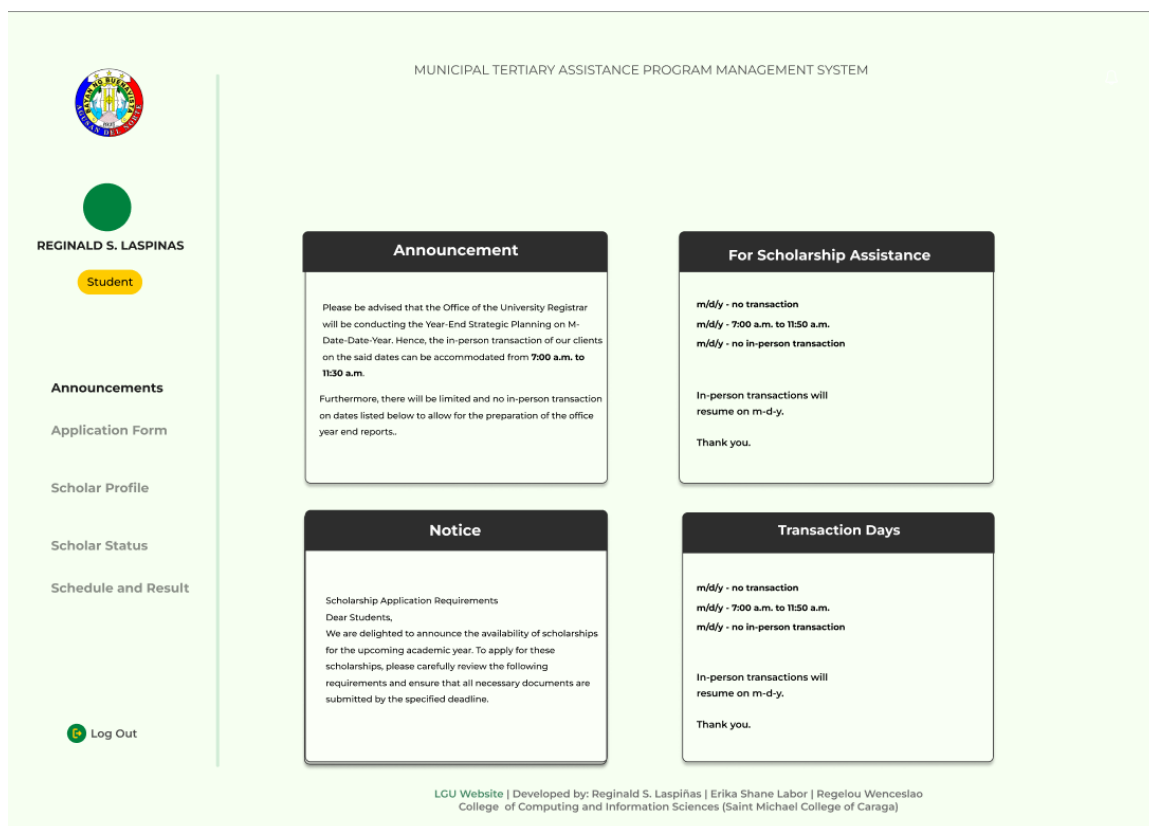 MUNICIPAL TERTIARY ASSISTANCE PROGRAM MANAGEMENT SYSTEM
BAYAN NG BUENAVISTA
AGUSAN DEL NORTE
REGINALD S. LASPINAS
Student
Announcements
Application Form
Scholar Profile
Scholar Status
Schedule and Result
Log Out
Announcement
Please be advised that the Office of the University Registrar
will be conducting the Year-End Strategic Planning on M-
Date-Date-Year. Hence, the in-person transaction of our clients
on the said dates can be accommodated from 7:00 a.m. to
11:30 a.m.
Furthermore, there will be limited and no in-person transaction
on dates listed below to allow for the preparation of the office
year end reports..
For Scholarship Assistance
m/d/y - no transaction
m/d/y - 7:00 a.m. to 11:50 a.m.
m/d/y - no in-person transaction
In-person transactions will
resume on m-d-y.
Thank you.
Notice
Scholarship Application Requirements
Dear Students,
We are delighted to announce the availability of scholarships
for the upcoming academic year. To apply for these
scholarships, please carefully review the following
requirements and ensure that all necessary documents are
submitted by the specified deadline.
Transaction Days
m/d/y - no transaction
m/d/y - 7:00 a.m. to 11:50 a.m.
m/d/y - no in-person transaction
In-person transactions will
resume on m-d-y.
Thank you.
LGU Website | Developed by: Reginald S. Laspiñas | Erika Shane Labor | Regelou Wenceslao
College of Computing and Information Sciences (Saint Michael College of Caraga)